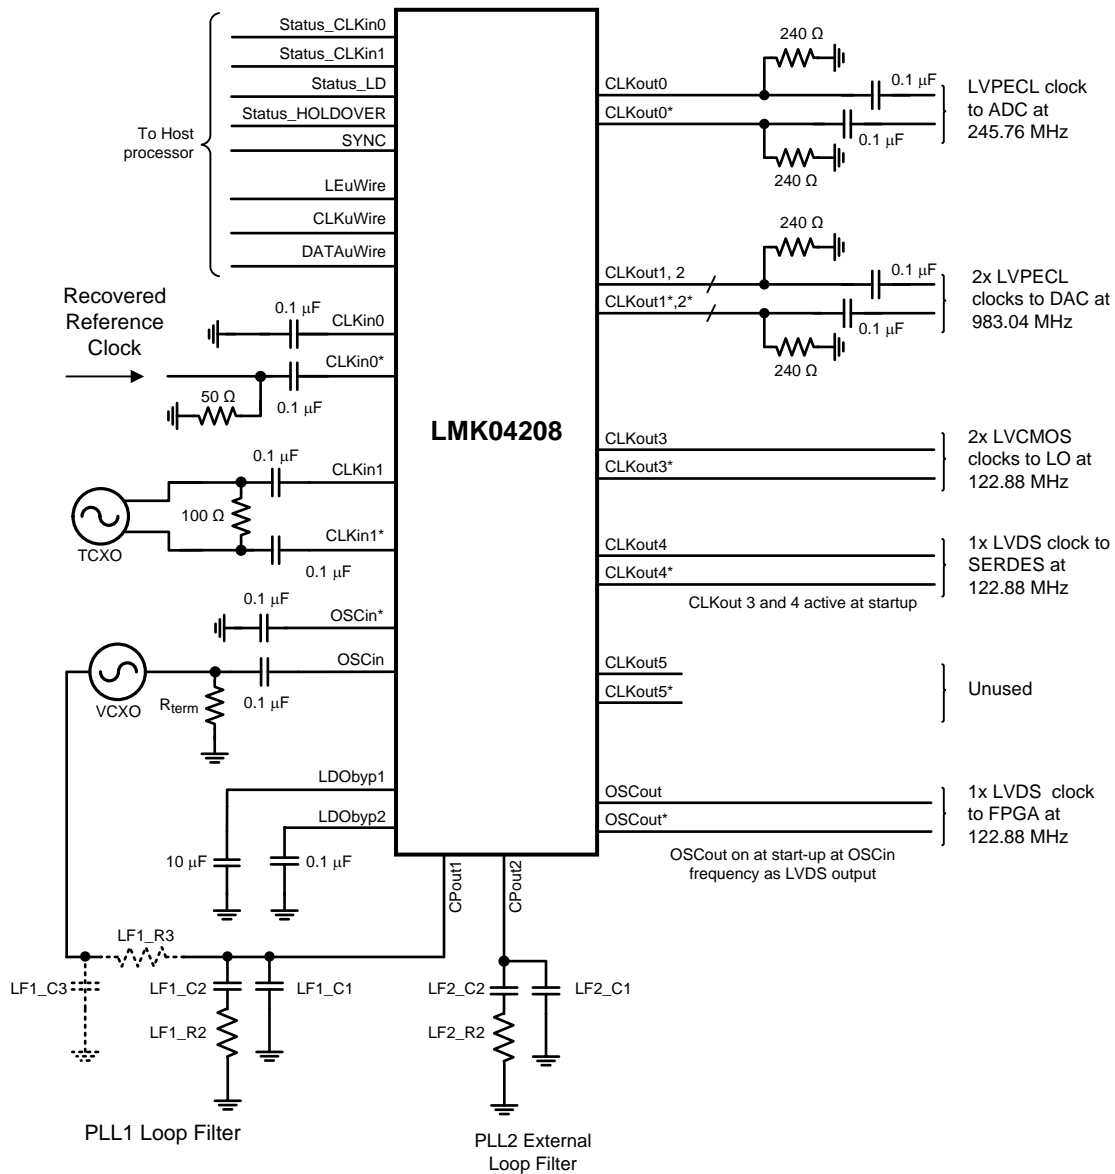 Status_CLKin0
Status_CLKin1
Status_LD
Status_HOLDOVER
SYNC
To Host
processor
LEuWire
CLKuWire
DATAuWire
Recovered
Reference
Clock
0.1 µF
CLKin0
CLKin0*
50 Ω
0.1 µF
0.1 µF
CLKin1
100 Ω
CLKin1*
TCXO
0.1 µF
0.1 µF
OSCin*
OSCin
Rterm
0.1 µF
VCXO
LDObyp1
LDObyp2
10 µF
0.1 µF
CPout1
CPout2
LMK04208
240 Ω
CLKout0
0.1 µF
CLKout0*
0.1 µF
240 Ω
LVPECL clock
to ADC at
245.76 MHz
240 Ω
CLKout1, 2
0.1 µF
CLKout1*,2*
0.1 µF
240 Ω
2x LVPECL
clocks to DAC at
983.04 MHz
CLKout3
CLKout3*
2x LVCMOS
clocks to LO at
122.88 MHz
CLKout4
CLKout4*
CLKout 3 and 4 active at startup
1x LVDS clock to
SERDES at
122.88 MHz
CLKout5
CLKout5*
Unused
OSCout
OSCout*
OSCout on at start-up at OSCin
frequency as LVDS output
1x LVDS clock
to FPGA at
122.88 MHz
LF1_R3
LF1_C3
LF1_C2
LF1_C1
LF1_R2
LF2_C2
LF2_C1
LF2_R2
PLL1 Loop Filter
PLL2 External
Loop Filter